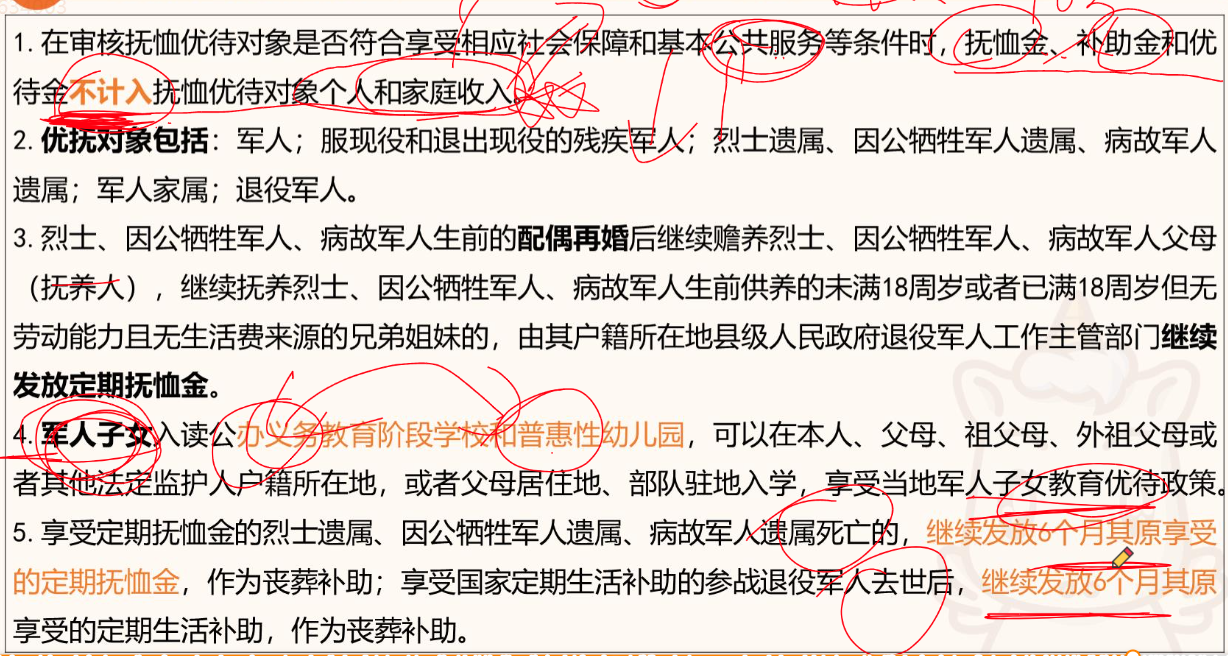 1. 在审核抚恤优待对象是否符合享受相应社会保障和基本公共服务等条件时，抚恤金、补助金和优
待金不计入抚恤优待对象个人和家庭收入。
2. 优抚对象包括：军人；服现役和退出现役的残疾军人；烈士遗属、因公牺牲军人遗属、病故军人
遗属；军人家属；退役军人。
3. 烈士、因公牺牲军人、病故军人生前的配偶再婚后继续赡养烈士、因公牺牲军人、病故军人父母
（抚养人），继续抚养烈士、因公牺牲军人、病故军人生前供养的未满18周岁或者已满18周岁但无
劳动能力且无生活费来源的兄弟姐妹的，由其户籍所在地县级人民政府退役军人工作主管部门继续
发放定期抚恤金。
4. 军人子女入读公办义务教育阶段学校和普惠性幼儿园，可以在本人、父母、祖父母、外祖父母或
者其他法定监护人户籍所在地，或者父母居住地、部队驻地入学，享受当地军人子女教育优待政策。
5. 享受定期抚恤金的烈士遗属、因公牺牲军人遗属、病故军人遗属死亡的，继续发放6个月其原享受
的定期抚恤金，作为丧葬补助；享受国家定期生活补助的参战退役军人去世后，继续发放6个月其原
享受的定期生活补助，作为丧葬补助。